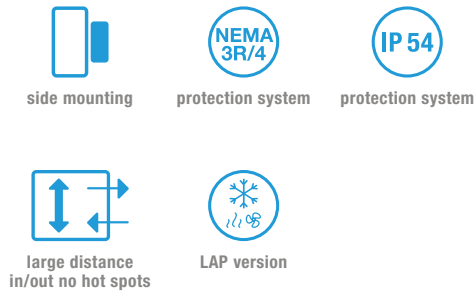 NEMA
3R/4
IP 54
side mounting
protection system
protection system
large distance
in/out no hot spots
LAP version